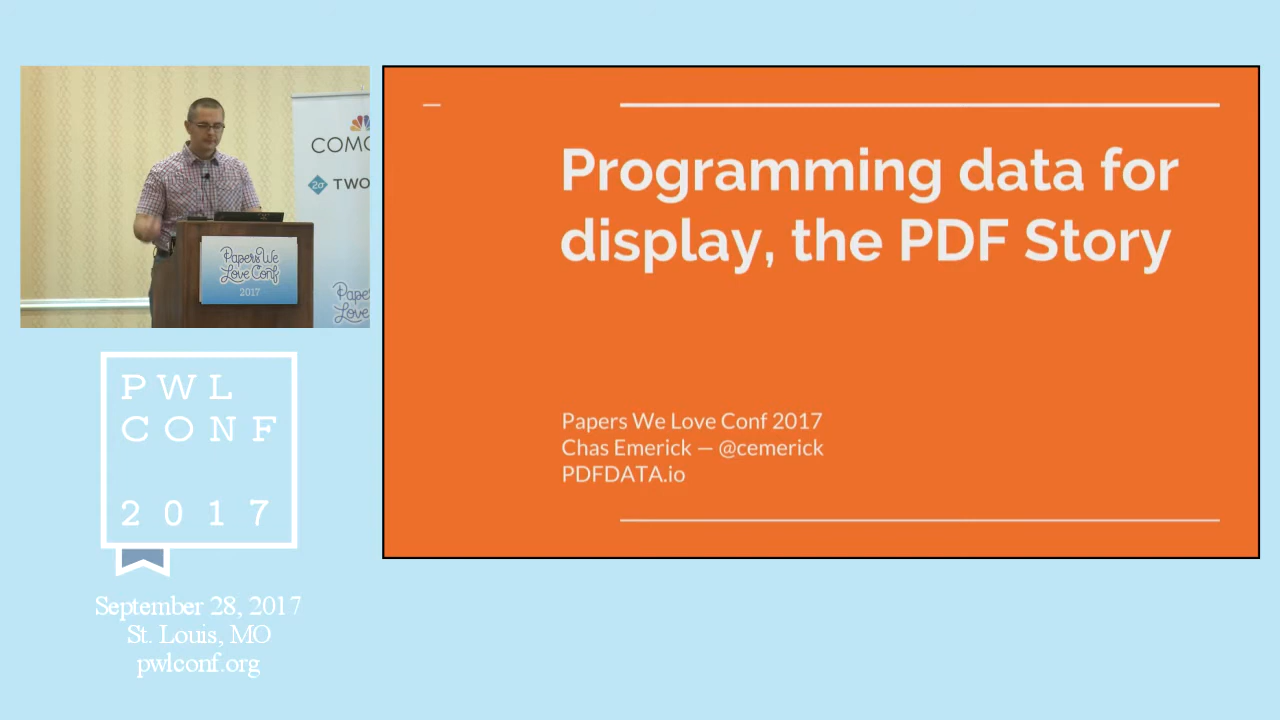 Programming data for
display, the PDF Story
Papers We Love Conf 2017
Chas Emerick — @cemerick
PDFDATA.io
TWO
Papers We
Love Conf
2017
PWL
CONF
2017
September 28, 2017
St. Louis, MO
pwlconf.org